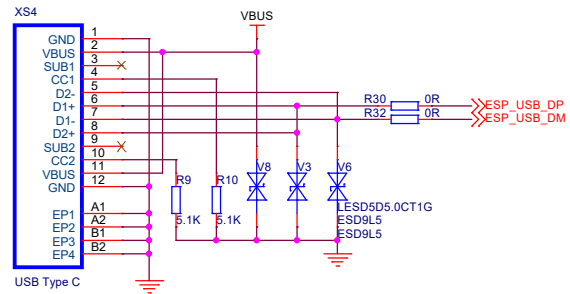 XS4
VBUS
1 GND
2 VBUS
3 SUB1
4 CC1
5 D2-
6 D1+
7 D1-
8 D2+
9 SUB2
10 CC2
11 VBUS
12 GND
A1 EP1
A2 EP2
B1 EP3
B2 EP4
USB Type C
R30 0R ESP_USB_DP
R32 0R ESP_USB_DM
R9 R10 V8 V3 V6
5.1K 5.1K
LESD5D5.0CT1G
ESD9L5
ESD9L5